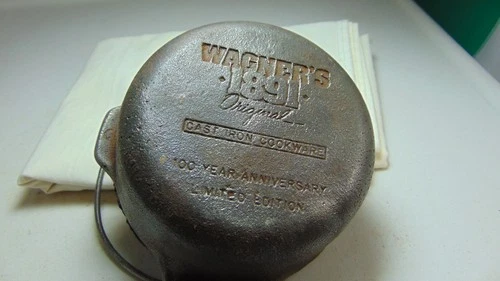 WAGNER'S
1891
Original
CAST IRON COOKWARE
100 YEAR ANNIVERSARY
LIMITED EDITION